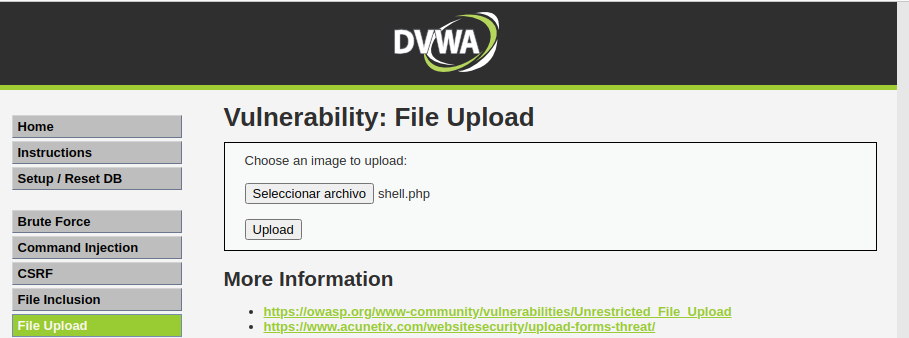 DVWA
Vulnerability: File Upload
Home
Instructions
Setup / Reset DB
Brute Force
Command Injection
CSRF
File Inclusion
File Upload
Choose an image to upload:
Seleccionar archivo shell.php
Upload
More Information
https://owasp.org/www-community/vulnerabilities/Unrestricted_File_Upload
https://www.acunetix.com/websitesecurity/upload-forms-threat/